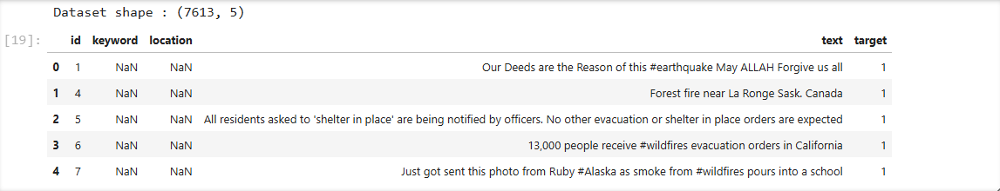 Dataset shape : (7613, 5)
[19]: id keyword location text target
0 1 NaN NaN Our Deeds are the Reason of this #earthquake May ALLAH Forgive us all 1
1 4 NaN NaN Forest fire near La Ronge Sask. Canada 1
2 5 NaN NaN All residents asked to 'shelter in place' are being notified by officers. No other evacuation or shelter in place orders are expected 1
3 6 NaN NaN 13,000 people receive #wildfires evacuation orders in California 1
4 7 NaN NaN Just got sent this photo from Ruby #Alaska as smoke from #wildfires pours into a school 1